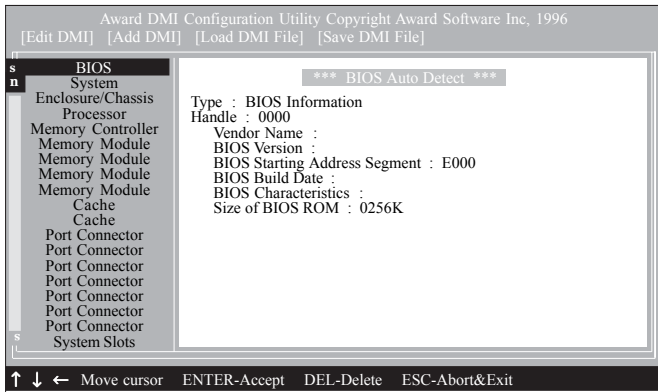 Award DMI Configuration Utility Copyright Award Software Inc, 1996
[Edit DMI] [Add DMI] [Load DMI File] [Save DMI File]
s
n
BIOS
System
Enclosure/Chassis
Processor
Memory Controller
Memory Module
Memory Module
Memory Module
Memory Module
Cache
Cache
Port Connector
Port Connector
Port Connector
Port Connector
Port Connector
Port Connector
Port Connector
System Slots
s
*** BIOS Auto Detect ***
Type : BIOS Information
Handle : 0000
Vendor Name :
BIOS Version :
BIOS Starting Address Segment : E000
BIOS Build Date :
BIOS Characteristics :
Size of BIOS ROM : 0256K
↑ ↓ ← Move cursor ENTER-Accept DEL-Delete ESC-Abort&Exit